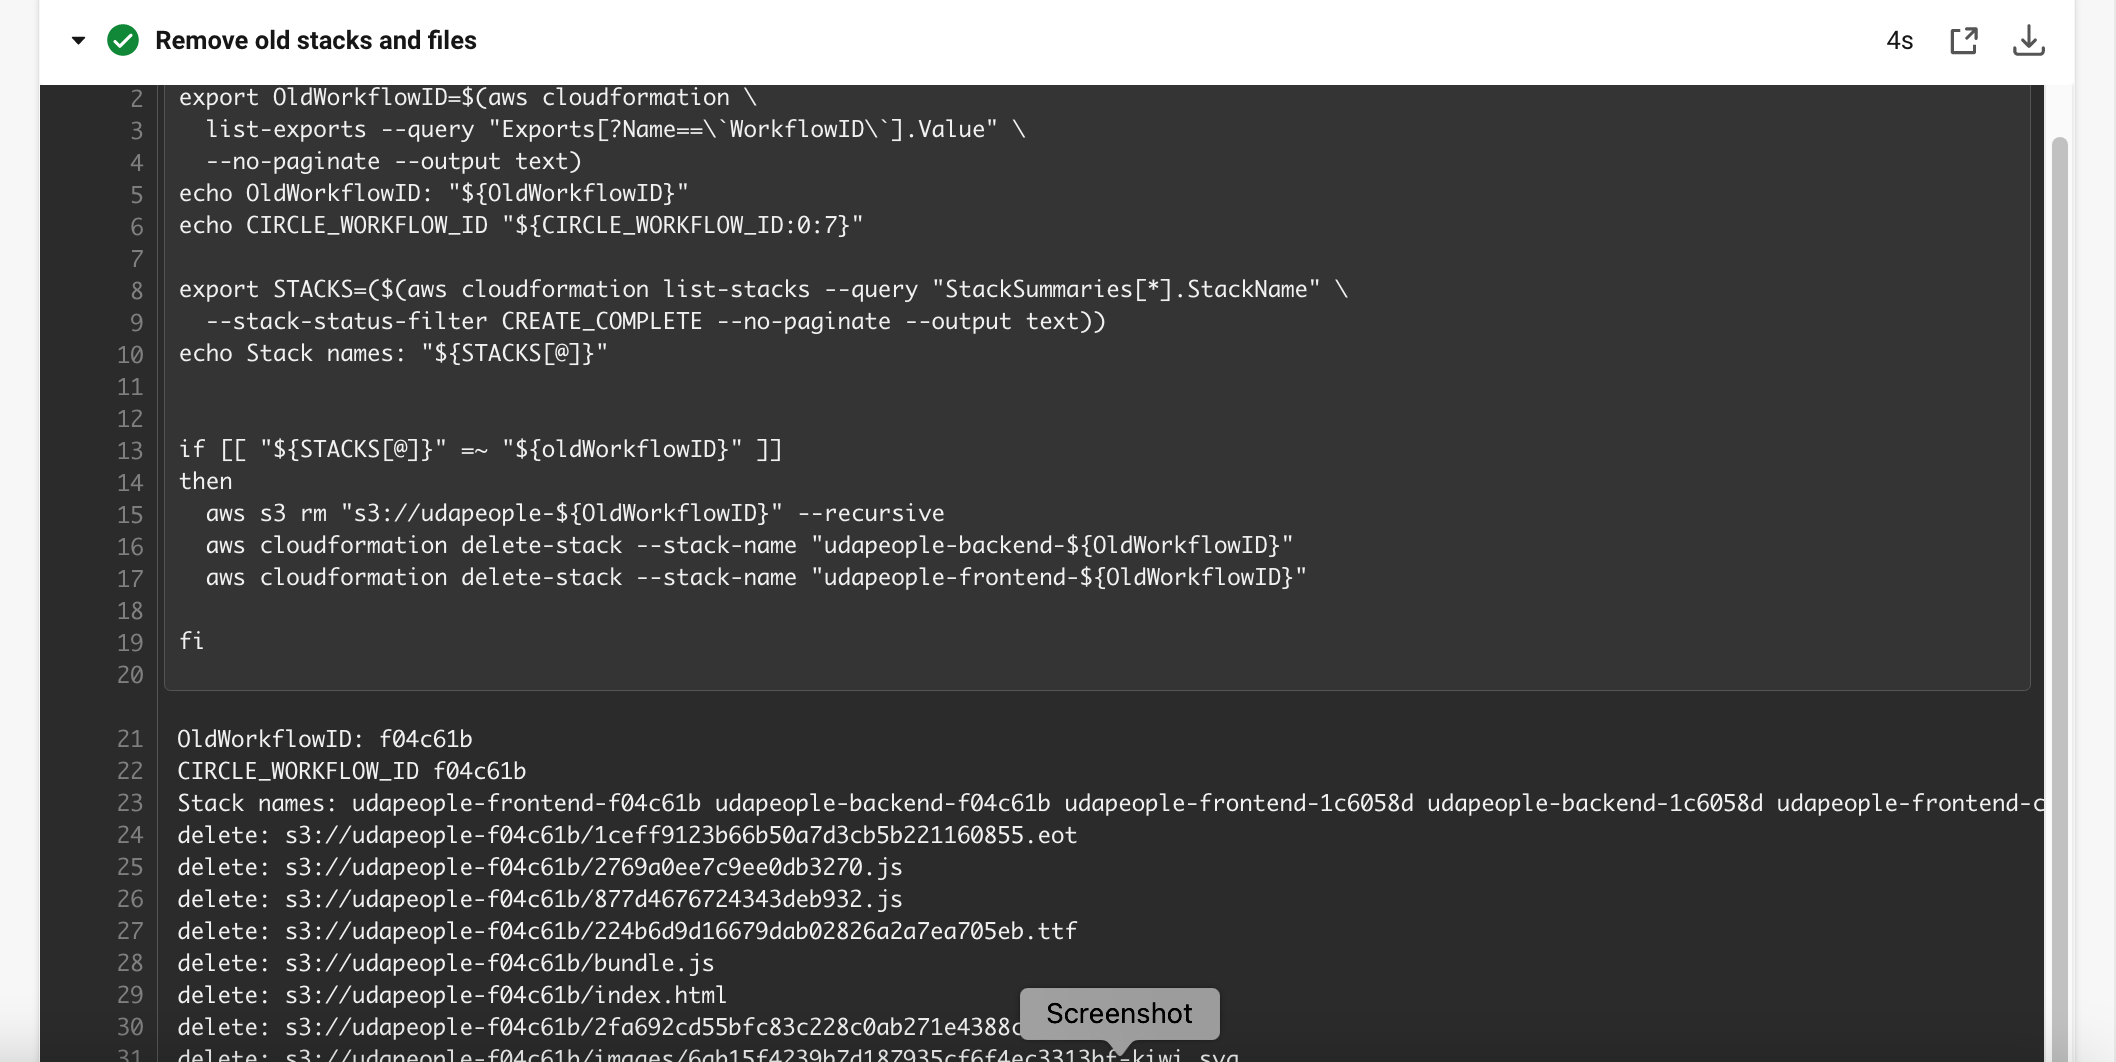 Remove old stacks and files 4s
2 export OldWorkflowID=$(aws cloudformation \
3 list-exports --query "Exports[?Name==\`WorkflowID\`].Value" \
4 --no-paginate --output text)
5 echo OldWorkflowID: "${OldWorkflowID}"
6 echo CIRCLE_WORKFLOW_ID "${CIRCLE_WORKFLOW_ID:0:7}"
7
8 export STACKS=($(aws cloudformation list-stacks --query "StackSummaries[*].StackName" \
9 --stack-status-filter CREATE_COMPLETE --no-paginate --output text))
10 echo Stack names: "${STACKS[@]}"
11
12
13 if [[ "${STACKS[@]}" =~ "${oldWorkflowID}" ]]
14 then
15 aws s3 rm "s3://udapeople-${OldWorkflowID}" --recursive
16 aws cloudformation delete-stack --stack-name "udapeople-backend-${OldWorkflowID}"
17 aws cloudformation delete-stack --stack-name "udapeople-frontend-${OldWorkflowID}"
18
19 fi
20
21 OldWorkflowID: f04c61b
22 CIRCLE_WORKFLOW_ID f04c61b
23 Stack names: udapeople-frontend-f04c61b udapeople-backend-f04c61b udapeople-frontend-1c6058d udapeople-backend-1c6058d udapeople-frontend-c
24 delete: s3://udapeople-f04c61b/1ceff9123b66b50a7d3cb5b221160855.eot
25 delete: s3://udapeople-f04c61b/2769a0ee7c9ee0db3270.js
26 delete: s3://udapeople-f04c61b/877d4676724343deb932.js
27 delete: s3://udapeople-f04c61b/224b6d9d16679dab02826a2a7ea705eb.ttf
28 delete: s3://udapeople-f04c61b/bundle.js
29 delete: s3://udapeople-f04c61b/index.html
30 delete: s3://udapeople-f04c61b/2fa692cd55bfc83c228c0ab271e4388c
Screenshot
31 delete: s3://udapeople-f04c61b/images/6ab15f4239b7d187935cf6f4ec3313bf-kiwi.svg